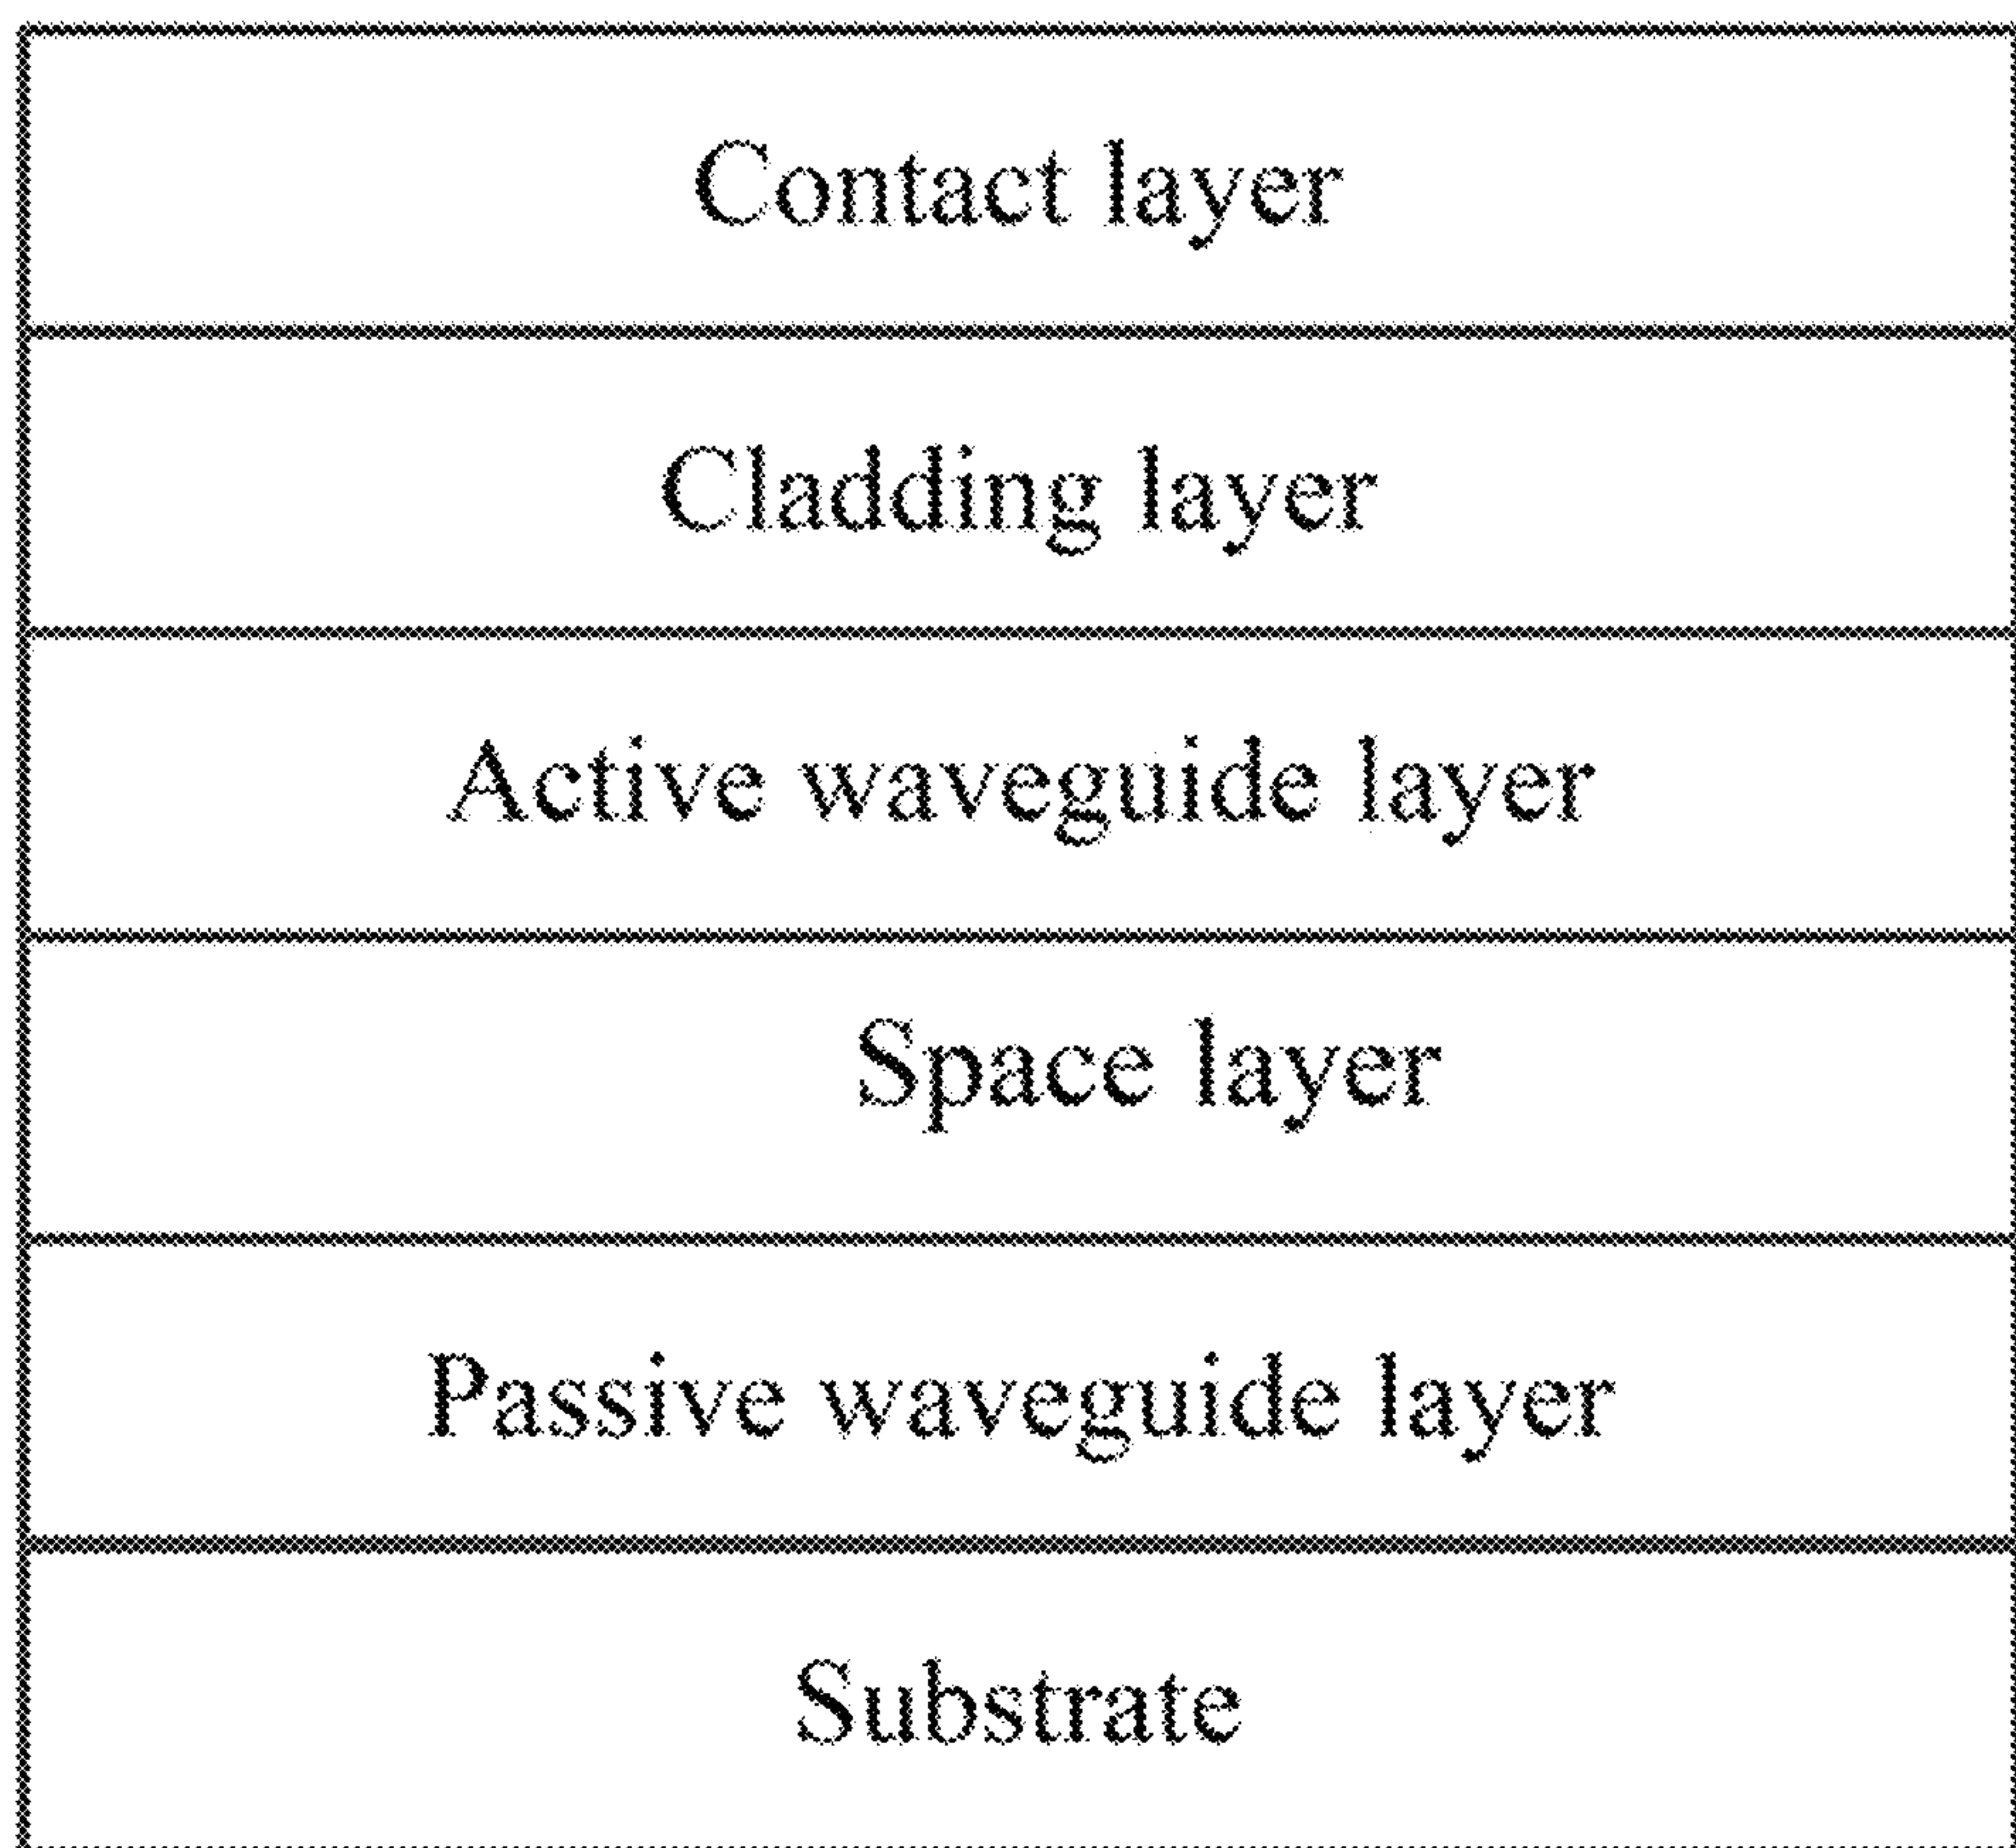 Contact layer
Cladding layer
Active waveguide layer
Space layer
Passive waveguide layer
Substrate